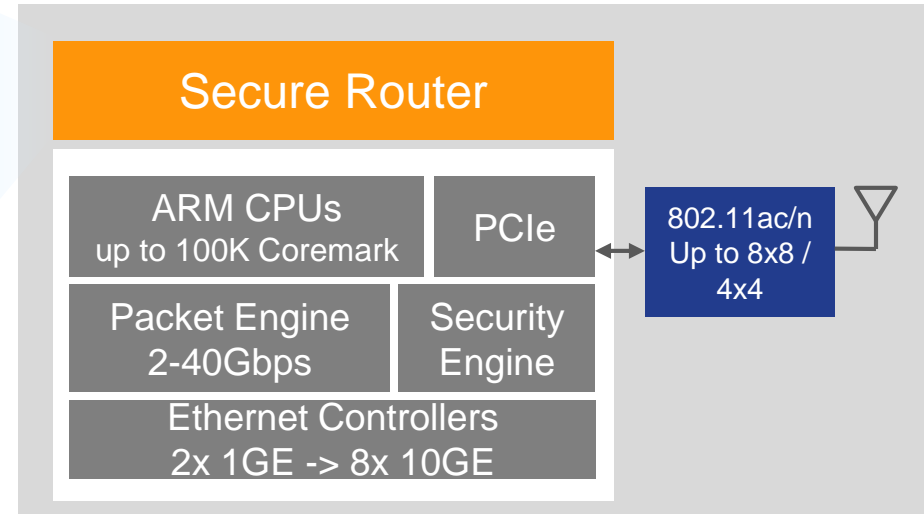 Secure Router
ARM CPUs
up to 100K Coremark
PCIe
802.11ac/n
Up to 8x8 /
4x4
Packet Engine
2-40Gbps
Security
Engine
Ethernet Controllers
2x 1GE -> 8x 10GE